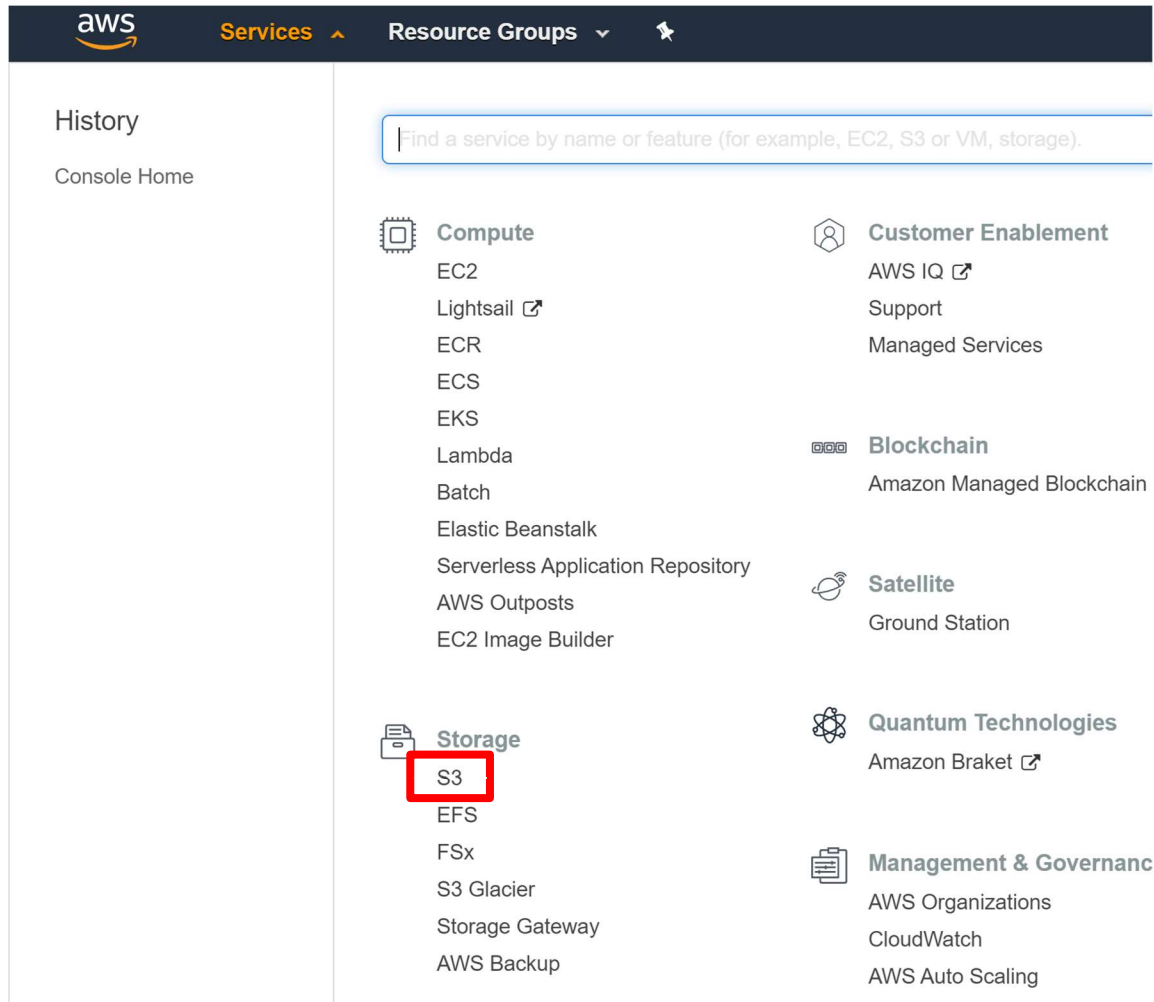 aws
Services
Resource Groups
History
Console Home
Find a service by name or feature (for example, EC2, S3 or VM, storage).
Compute
EC2
Lightsail
ECR
ECS
EKS
Lambda
Batch
Elastic Beanstalk
Serverless Application Repository
AWS Outposts
EC2 Image Builder
Storage
S3
EFS
FSx
S3 Glacier
Storage Gateway
AWS Backup
Customer Enablement
AWS IQ
Support
Managed Services
Blockchain
Amazon Managed Blockchain
Satellite
Ground Station
Quantum Technologies
Amazon Braket
Management & Governanc
AWS Organizations
CloudWatch
AWS Auto Scaling